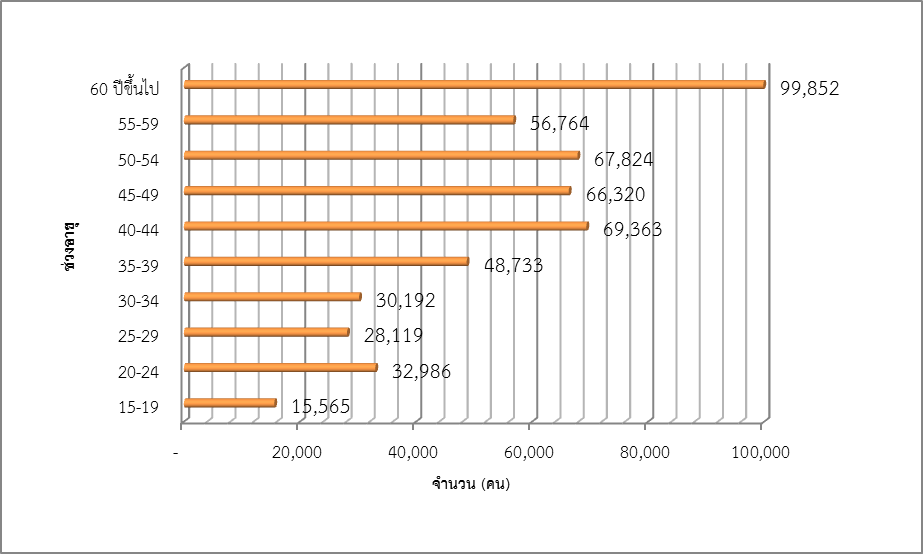 60 ปีขึ้นไป 99,852
55-59 56,764
50-54 67,824
45-49 66,320
40-44 69,363
35-39 48,733
30-34 30,192
25-29 28,119
20-24 32,986
15-19 15,565
ช่วงอายุ
- 20,000 40,000 60,000 80,000 100,000
จำนวน (คน)